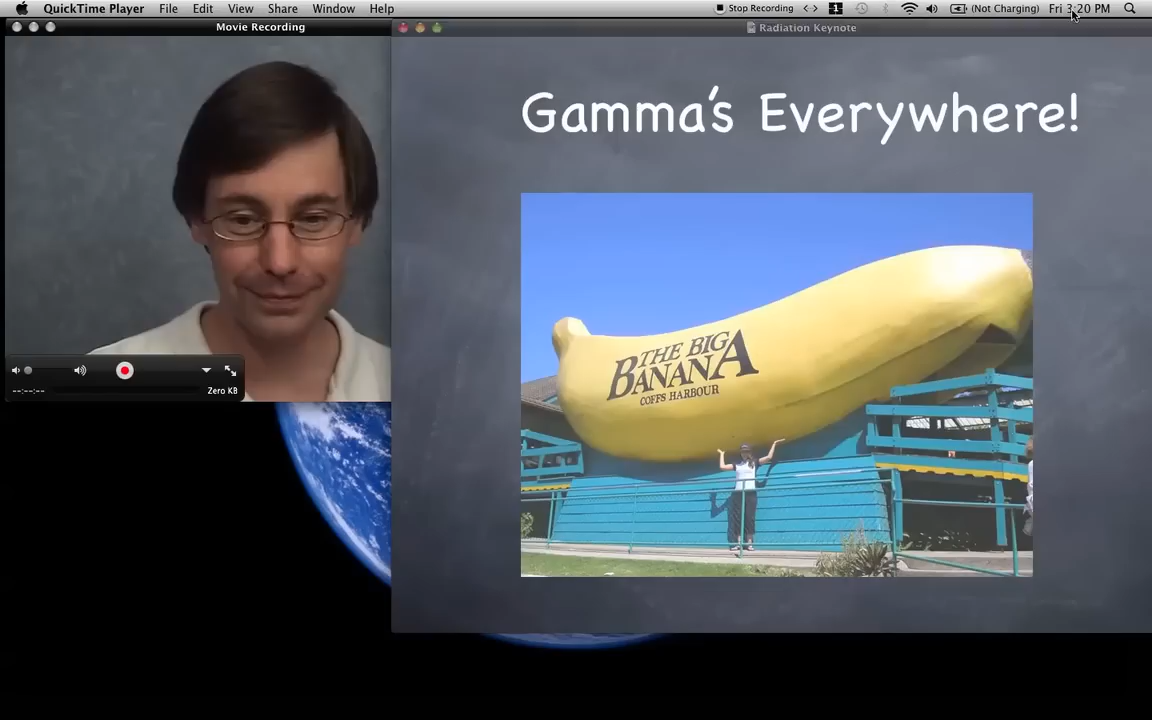 QuickTime Player File Edit View Share Window Help Stop Recording 1 (Not Charging) Fri 3:20 PM
Movie Recording
Radiation Keynote
Gamma's Everywhere!
THE BIG
BANANA
COFFS HARBOUR
--:--:--
Zero KB